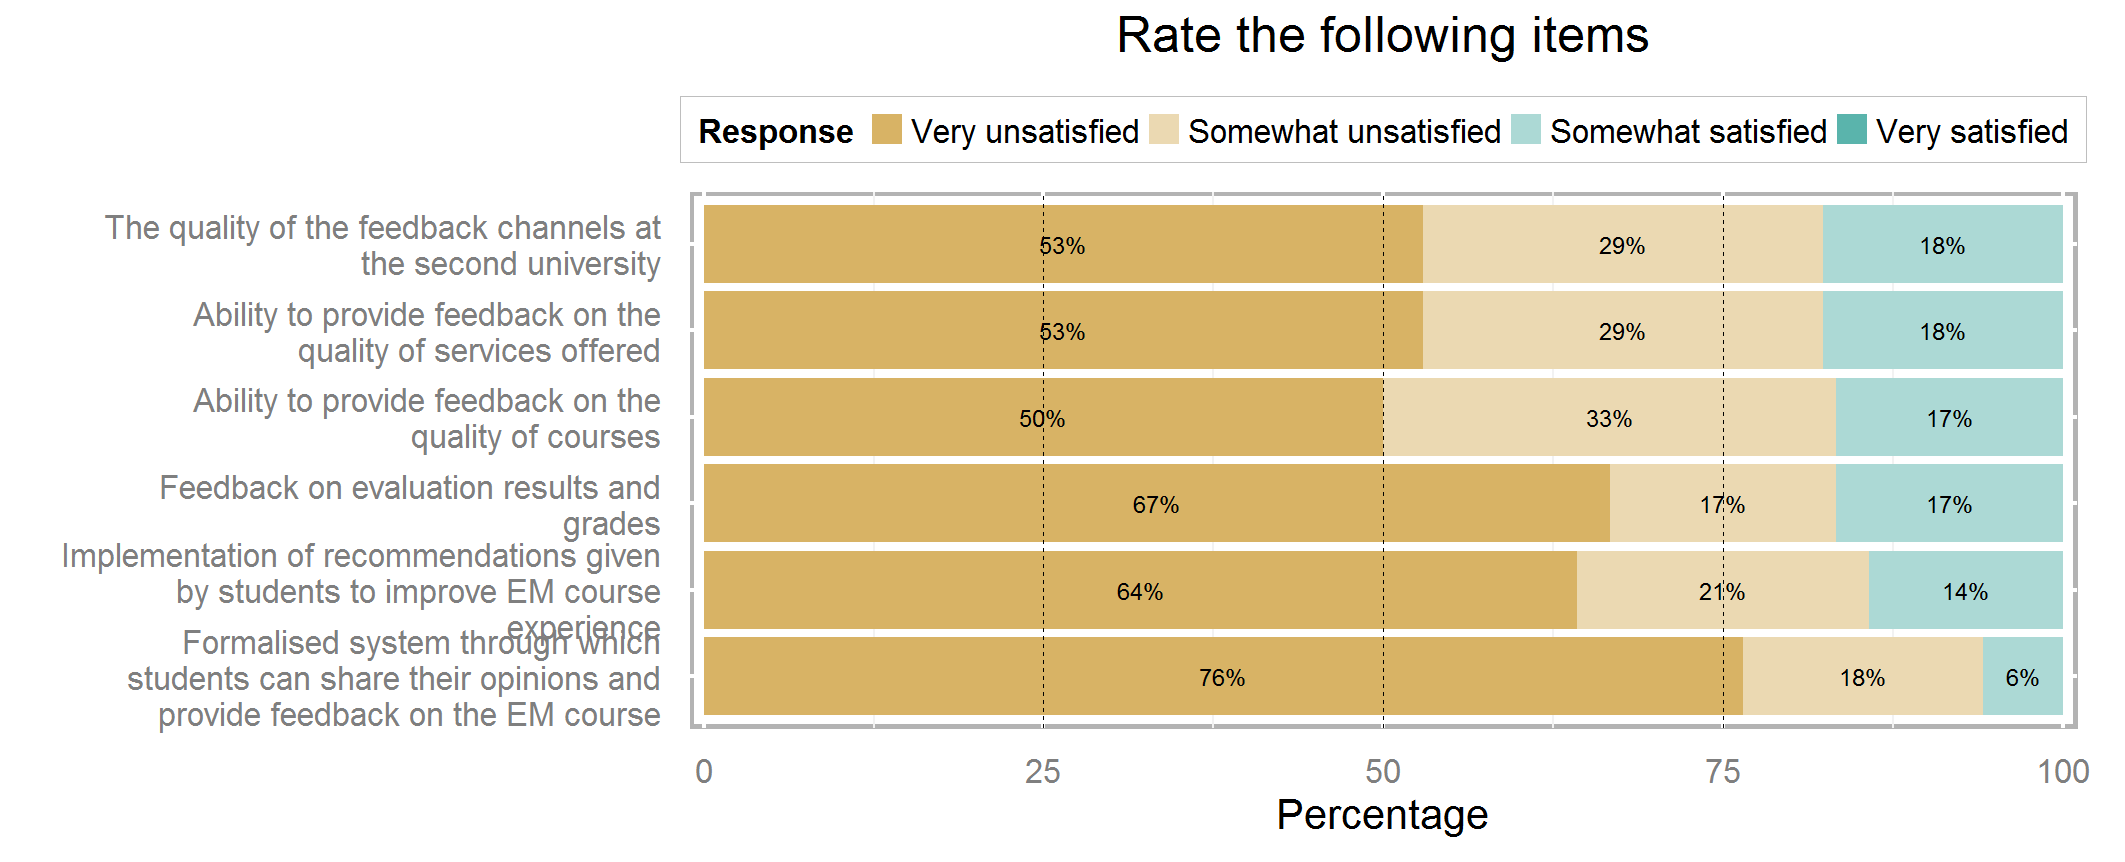 Rate the following items
Response Very unsatisfied Somewhat unsatisfied Somewhat satisfied Very satisfied
The quality of the feedback channels at
the second university
53% 29% 18%
Ability to provide feedback on the
quality of services offered
53% 29% 18%
Ability to provide feedback on the
quality of courses
50% 33% 17%
Feedback on evaluation results and
grades
67% 17% 17%
Implementation of recommendations given
by students to improve EM course
experience
64% 21% 14%
Formalised system through which
students can share their opinions and
provide feedback on the EM course
76% 18% 6%
0 25 50 75 100
Percentage